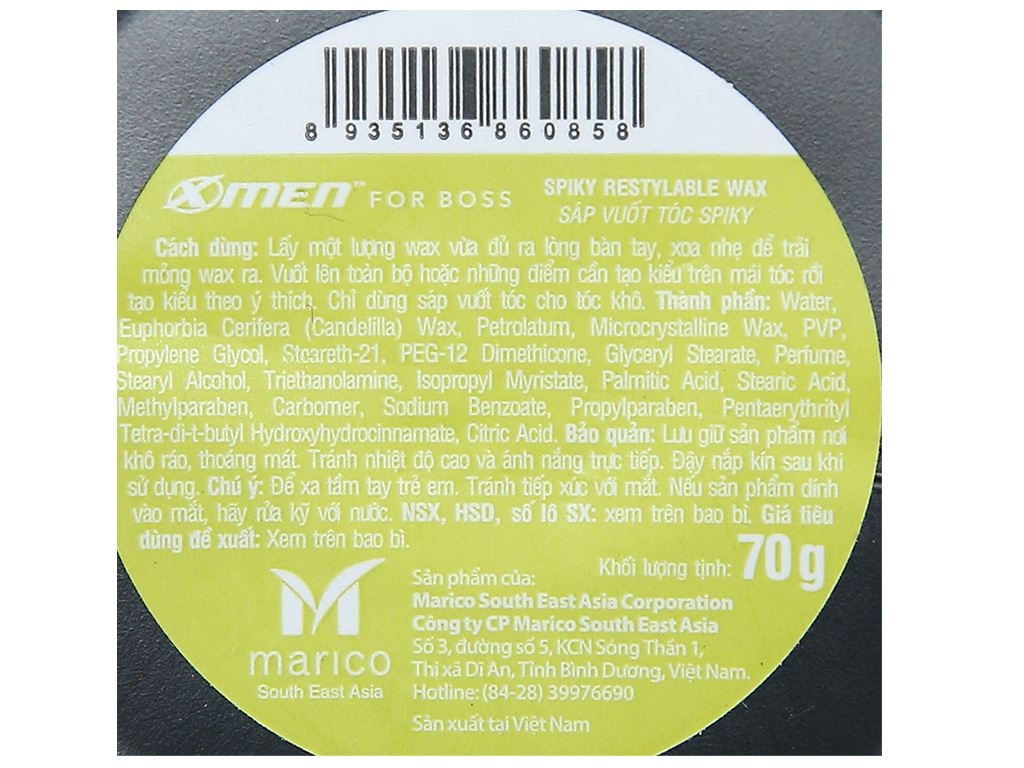 8 935136 860858
X-MEN™ FOR BOSS
SPIKY RESTYLABLE WAX
SÁP VUỐT TÓC SPIKY
Cách dùng: Lấy một lượng wax vừa đủ ra lòng bàn tay, xoa nhẹ để trải
mỏng wax ra. Vuốt lên toàn bộ hoặc những điểm cần tạo kiểu trên mái tóc rồi
tạo kiểu theo ý thích. Chỉ dùng sáp vuốt tóc cho tóc khô. Thành phần: Water,
Euphorbia Cerifera (Candelilla) Wax, Petrolatum, Microcrystalline Wax, PVP,
Propylene Glycol, Steareth-21, PEG-12 Dimethicone, Glyceryl Stearate, Perfume,
Stearyl Alcohol, Triethanolamine, Isopropyl Myristate, Palmitic Acid, Stearic Acid,
Methylparaben, Carbomer, Sodium Benzoate, Propylparaben, Pentaerythrityl
Tetra-di-t-butyl Hydroxyhydrocinnamate, Citric Acid. Bảo quản: Lưu giữ sản phẩm nơi
khô ráo, thoáng mát. Tránh nhiệt độ cao và ánh nắng trực tiếp. Đậy nắp kín sau khi
sử dụng. Chú ý: Để xa tầm tay trẻ em. Tránh tiếp xúc với mắt. Nếu sản phẩm dính
vào mắt, hãy rửa kỹ với nước. NSX, HSD, số lô SX: xem trên bao bì. Giá tiêu
dùng đề xuất: Xem trên bao bì.
Khối lượng tịnh: 70 g
marico
South East Asia
Sản phẩm của:
Marico South East Asia Corporation
Công ty CP Marico South East Asia
Số 3, đường số 5, KCN Sóng Thần 1,
Thị xã Dĩ An, Tỉnh Bình Dương, Việt Nam.
Hotline: (84-28) 39976690
Sản xuất tại Việt Nam